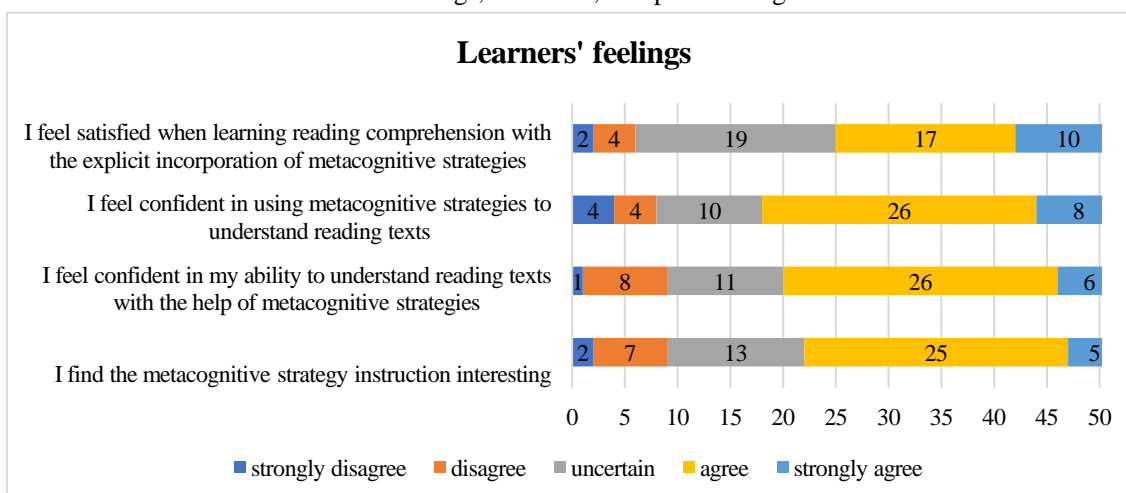 Learners' feelings
I feel satisfied when learning reading comprehension with
the explicit incorporation of metacognitive strategies
2 4 19 17 10
I feel confident in using metacognitive strategies to
understand reading texts
4 4 10 26 8
I feel confident in my ability to understand reading texts
with the help of metacognitive strategies
1 8 11 26 6
I find the metacognitive strategy instruction interesting
2 7 13 25 5
0 5 10 15 20 25 30 35 40 45 50
strongly disagree disagree uncertain agree strongly agree